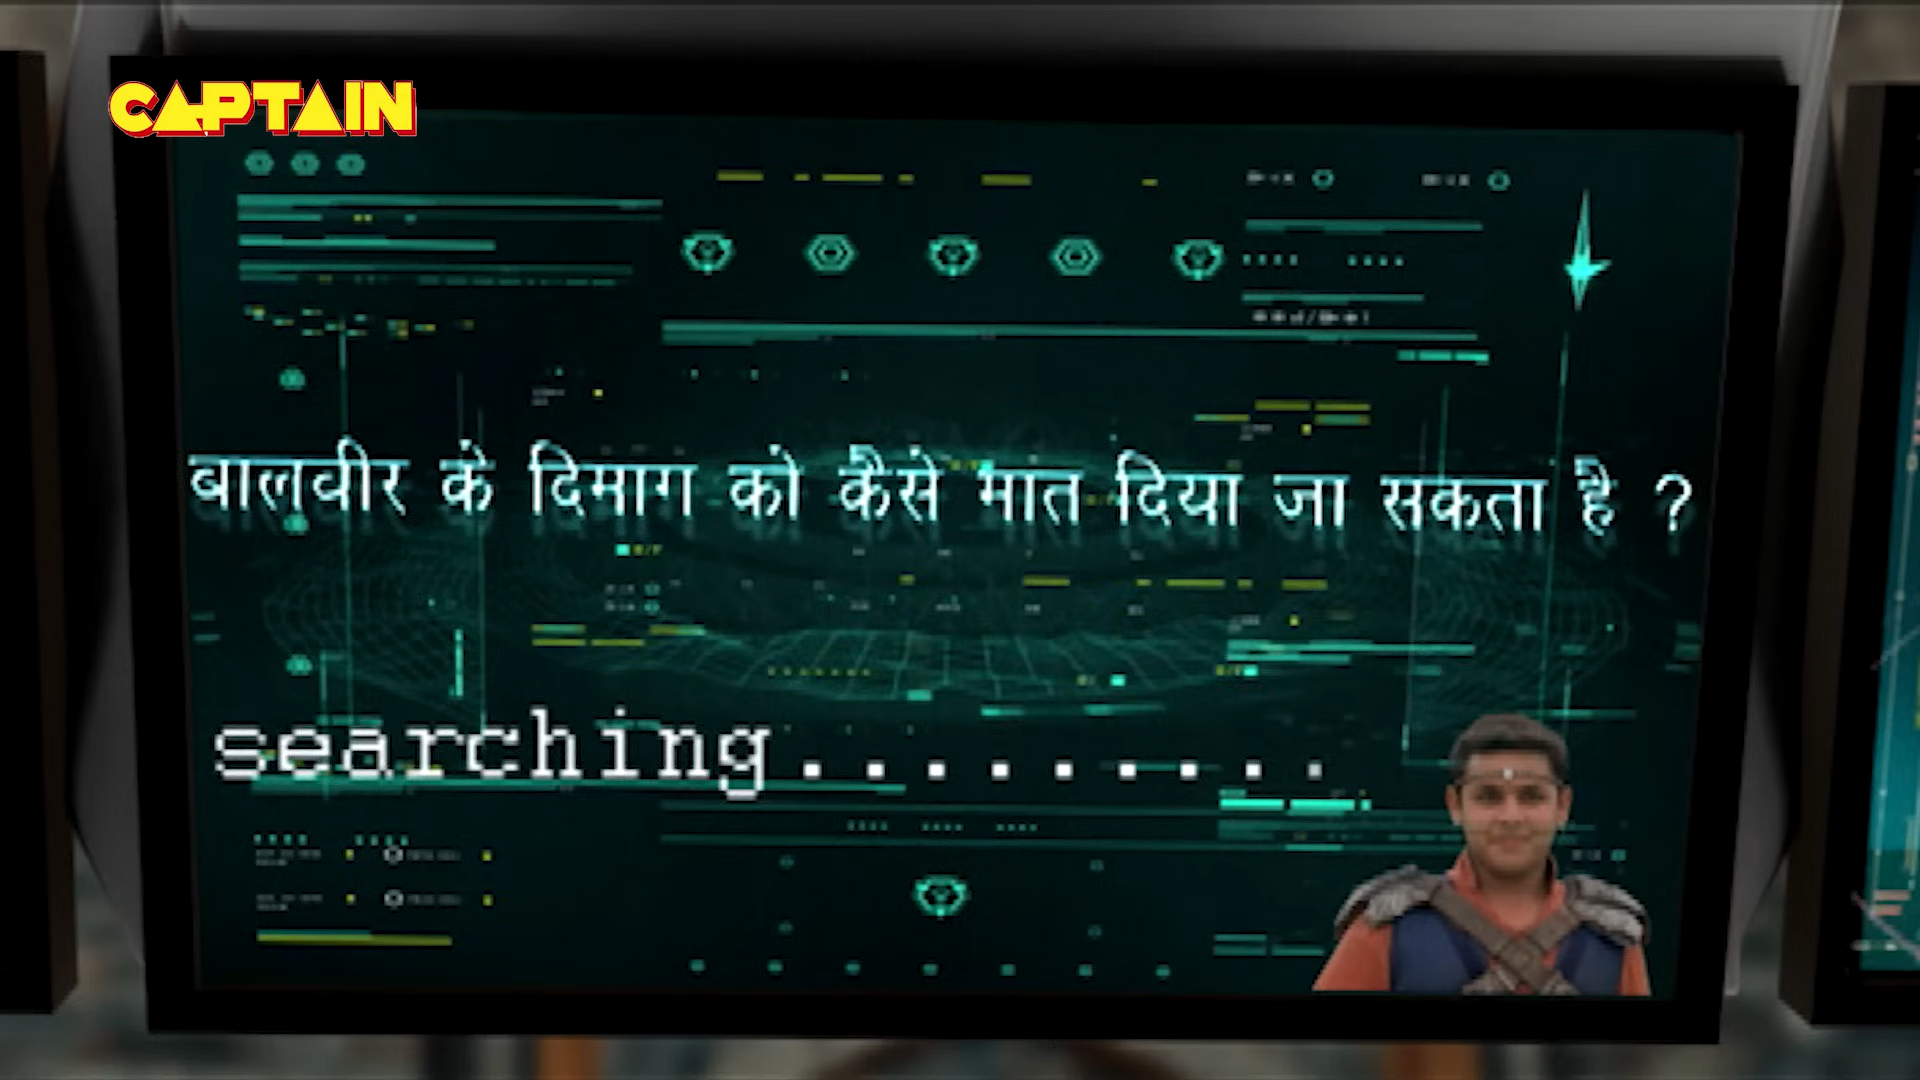 CAPTAIN
बालवीर के दिमाग को कैसे मात दिया जा सकता है ?
searching.........